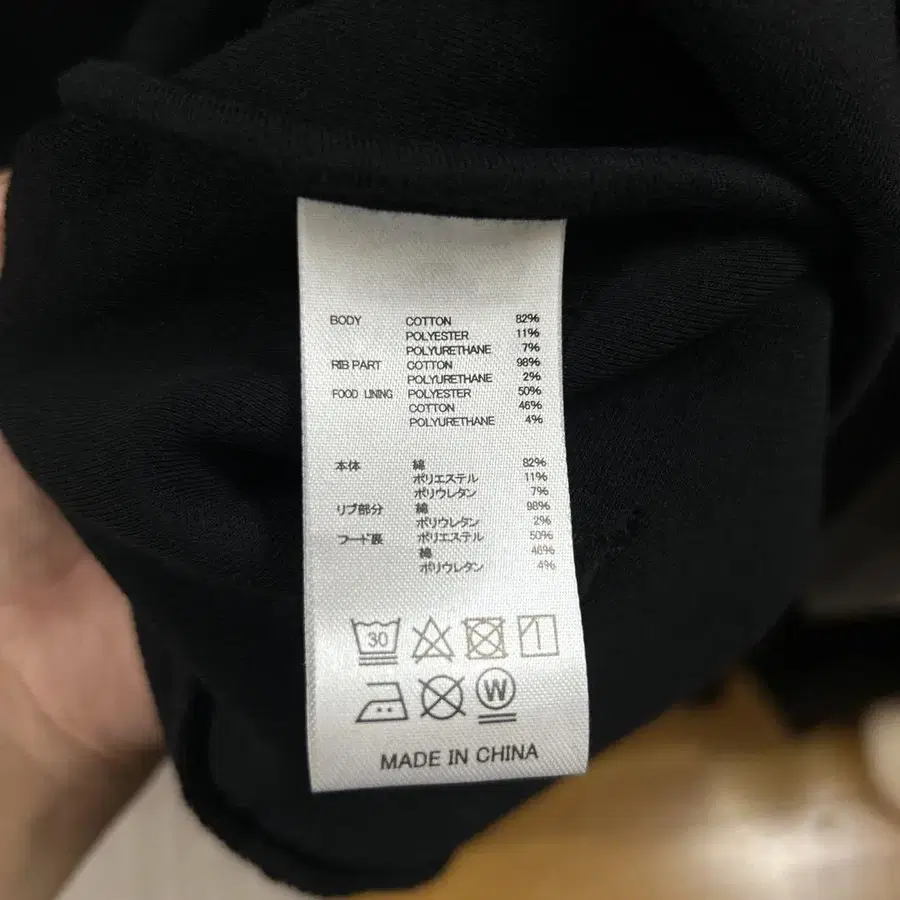 BODY COTTON 82%
POLYESTER 11%
POLYURETHANE 7%
RIB PART COTTON 98%
POLYURETHANE 2%
FOOD LINING POLYESTER 50%
COTTON 46%
POLYURETHANE 4%
本体 綿 82%
ポリエステル 11%
ポリウレタン 7%
リブ部分 綿 98%
ポリウレタン 2%
フード裏 ポリエステル 50%
綿 46%
ポリウレタン 4%
30
W
MADE IN CHINA